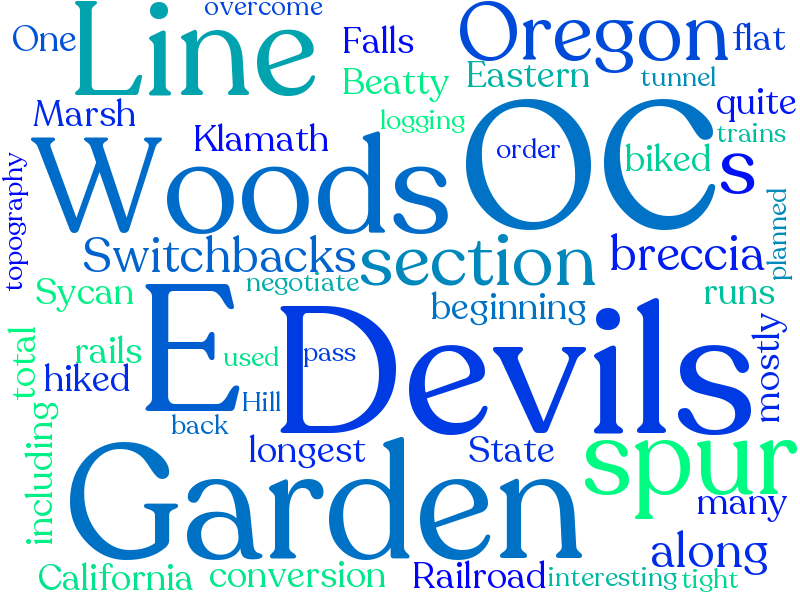 overcome
One
Line
Falls
Oregon
flat
Beatty
Eastern
tunnel
Marsh
quite
logging
Klamath
trains
Woods
OC
order
biked
s
topography
planned
Switchbacks
section
breccia
negotiate
Sycan
runs
E
beginning
Devils
total
rails
used
pass
mostly
hiked
Hill
back
including
longest
State
spur
Garden
many
along
California
conversion
Railroad
interesting
tight